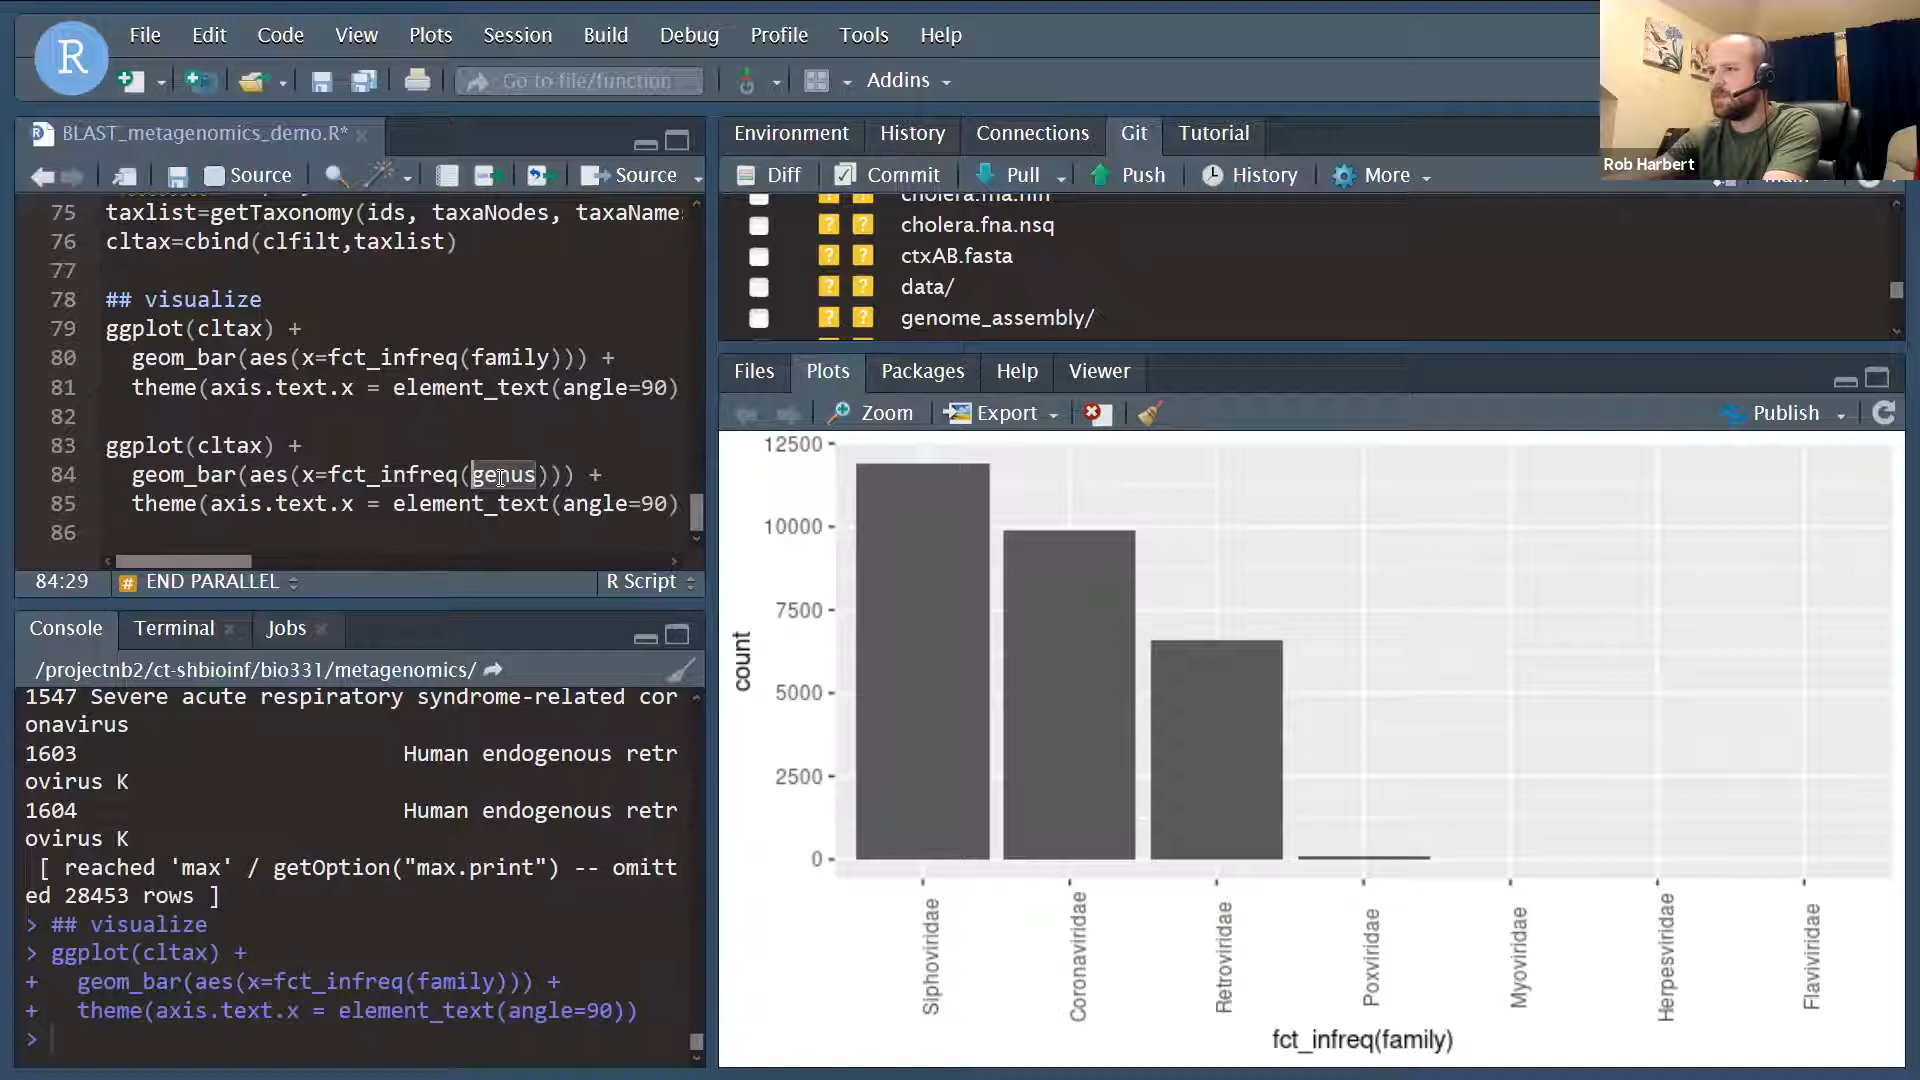 R
File Edit Code View Plots Session Build Debug Profile Tools Help
Go to file/function
Addins
Rob Harbert
BLAST_metagenomics_demo.R*
Source
Source
75 taxlist=getTaxonomy(ids, taxaNodes, taxaName
76 cltax=cbind(clfilt,taxlist)
77
78 ## visualize
79 ggplot(cltax) +
80 geom_bar(aes(x=fct_infreq(family))) +
81 theme(axis.text.x = element_text(angle=90)
82
83 ggplot(cltax) +
84 geom_bar(aes(x=fct_infreq(genus))) +
85 theme(axis.text.x = element_text(angle=90)
86
84:29 # END PARALLEL R Script
Console Terminal Jobs
/projectnb2/ct-shbioinf/bio331/metagenomics/
1547 Severe acute respiratory syndrome-related cor
onavirus
1603 Human endogenous retr
ovirus K
1604 Human endogenous retr
ovirus K
[ reached 'max' / getOption("max.print") -- omitt
ed 28453 rows ]
> ## visualize
> ggplot(cltax) +
+ geom_bar(aes(x=fct_infreq(family))) +
+ theme(axis.text.x = element_text(angle=90))
>
Environment History Connections Git Tutorial
Diff Commit Pull Push History More
? ? cholera.fna.nsq
? ? ctxAB.fasta
? ? data/
? ? genome_assembly/
Files Plots Packages Help Viewer
Zoom Export Publish
12500
10000
7500
5000
2500
0
count
Siphoviridae
Coronaviridae
Retroviridae
Poxviridae
Myoviridae
Herpesviridae
Flaviviridae
fct_infreq(family)